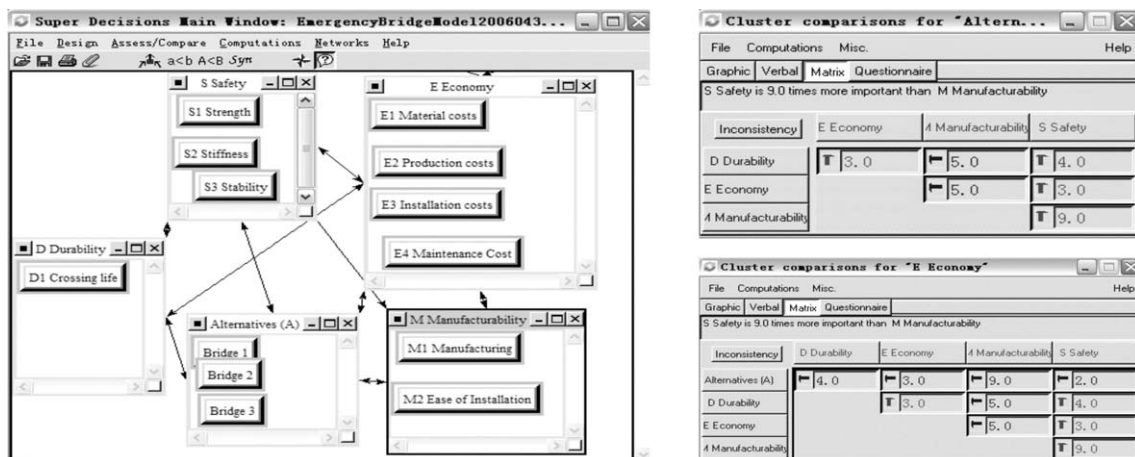 Super Decisions Main Window: EmergencyBridgeModel2006043...
File Design Assess/Compare Computations Networks Help
a<b A<B Syn
S Safety
S1 Strength
S2 Stiffness
S3 Stability
E Economy
E1 Material costs
E2 Production costs
E3 Installation costs
E4 Maintenance Cost
D Durability
D1 Crossing life
Alternatives (A)
Bridge 1
Bridge 2
Bridge 3
M Manufacturability
M1 Manufacturing
M2 Ease of Installation
Cluster comparisons for "Altern...
File Computations Misc. Help
Graphic Verbal Matrix Questionnaire
S Safety is 9.0 times more important than M Manufacturability
Inconsistency E Economy Manufacturability S Safety
D Durability 3.0 5.0 4.0
E Economy 5.0 3.0
Manufacturability 9.0
Cluster comparisons for "E Economy"
File Computations Misc. Help
Graphic Verbal Matrix Questionnaire
S Safety is 9.0 times more important than M Manufacturability
Inconsistency D Durability E Economy Manufacturability S Safety
Alternatives (A) 4.0 3.0 9.0 2.0
D Durability 3.0 5.0 4.0
E Economy 5.0 3.0
Manufacturability 9.0